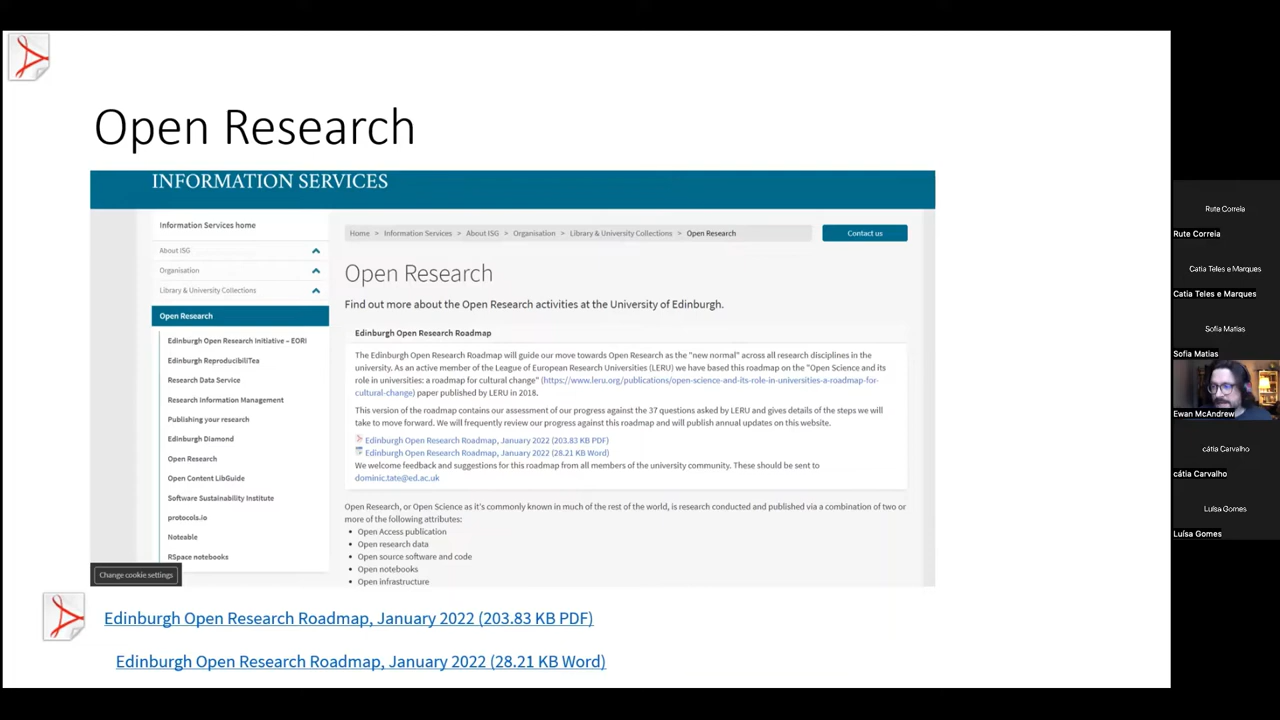 Open Research
INFORMATION SERVICES
Information Services home
About ISG
Organisation
Library & University Collections
Open Research
Edinburgh Open Research Initiative – EORI
Edinburgh ReproducibiliTea
Research Data Service
Research Information Management
Publishing your research
Edinburgh Diamond
Open Research
Open Content LibGuide
Software Sustainability Institute
protocols.io
Noteable
RSpace notebooks
Change cookie settings
Home > Information Services > About ISG > Organisation > Library & University Collections > Open Research
Contact us
Open Research
Find out more about the Open Research activities at the University of Edinburgh.
Edinburgh Open Research Roadmap
The Edinburgh Open Research Roadmap will guide our move towards Open Research as the "new normal" across all research disciplines in the
university. As an active member of the League of European Research Universities (LERU) we have based this roadmap on the "Open Science and its
role in universities: a roadmap for cultural change" (https://www.leru.org/publications/open-science-and-its-role-in-universities-a-roadmap-for-
cultural-change) paper published by LERU in 2018.
This version of the roadmap contains our assessment of our progress against the 37 questions asked by LERU and gives details of the steps we will
take to move forward. We will frequently review our progress against this roadmap and will publish annual updates on this website.
Edinburgh Open Research Roadmap, January 2022 (203.83 KB PDF)
Edinburgh Open Research Roadmap, January 2022 (28.21 KB Word)
We welcome feedback and suggestions for this roadmap from all members of the university community. These should be sent to
dominic.tate@ed.ac.uk
Open Research, or Open Science as it's commonly known in much of the rest of the world, is research conducted and published via a combination of two or
more of the following attributes:
• Open Access publication
• Open research data
• Open source software and code
• Open notebooks
• Open infrastructure
Edinburgh Open Research Roadmap, January 2022 (203.83 KB PDF)
Edinburgh Open Research Roadmap, January 2022 (28.21 KB Word)
Rute Correia
Rute Correia
Catia Teles e Marques
Catia Teles e Marques
Sofia Matias
Sofia Matias
Ewan McAndrew
cátia Carvalho
cátia Carvalho
Luísa Gomes
Luísa Gomes